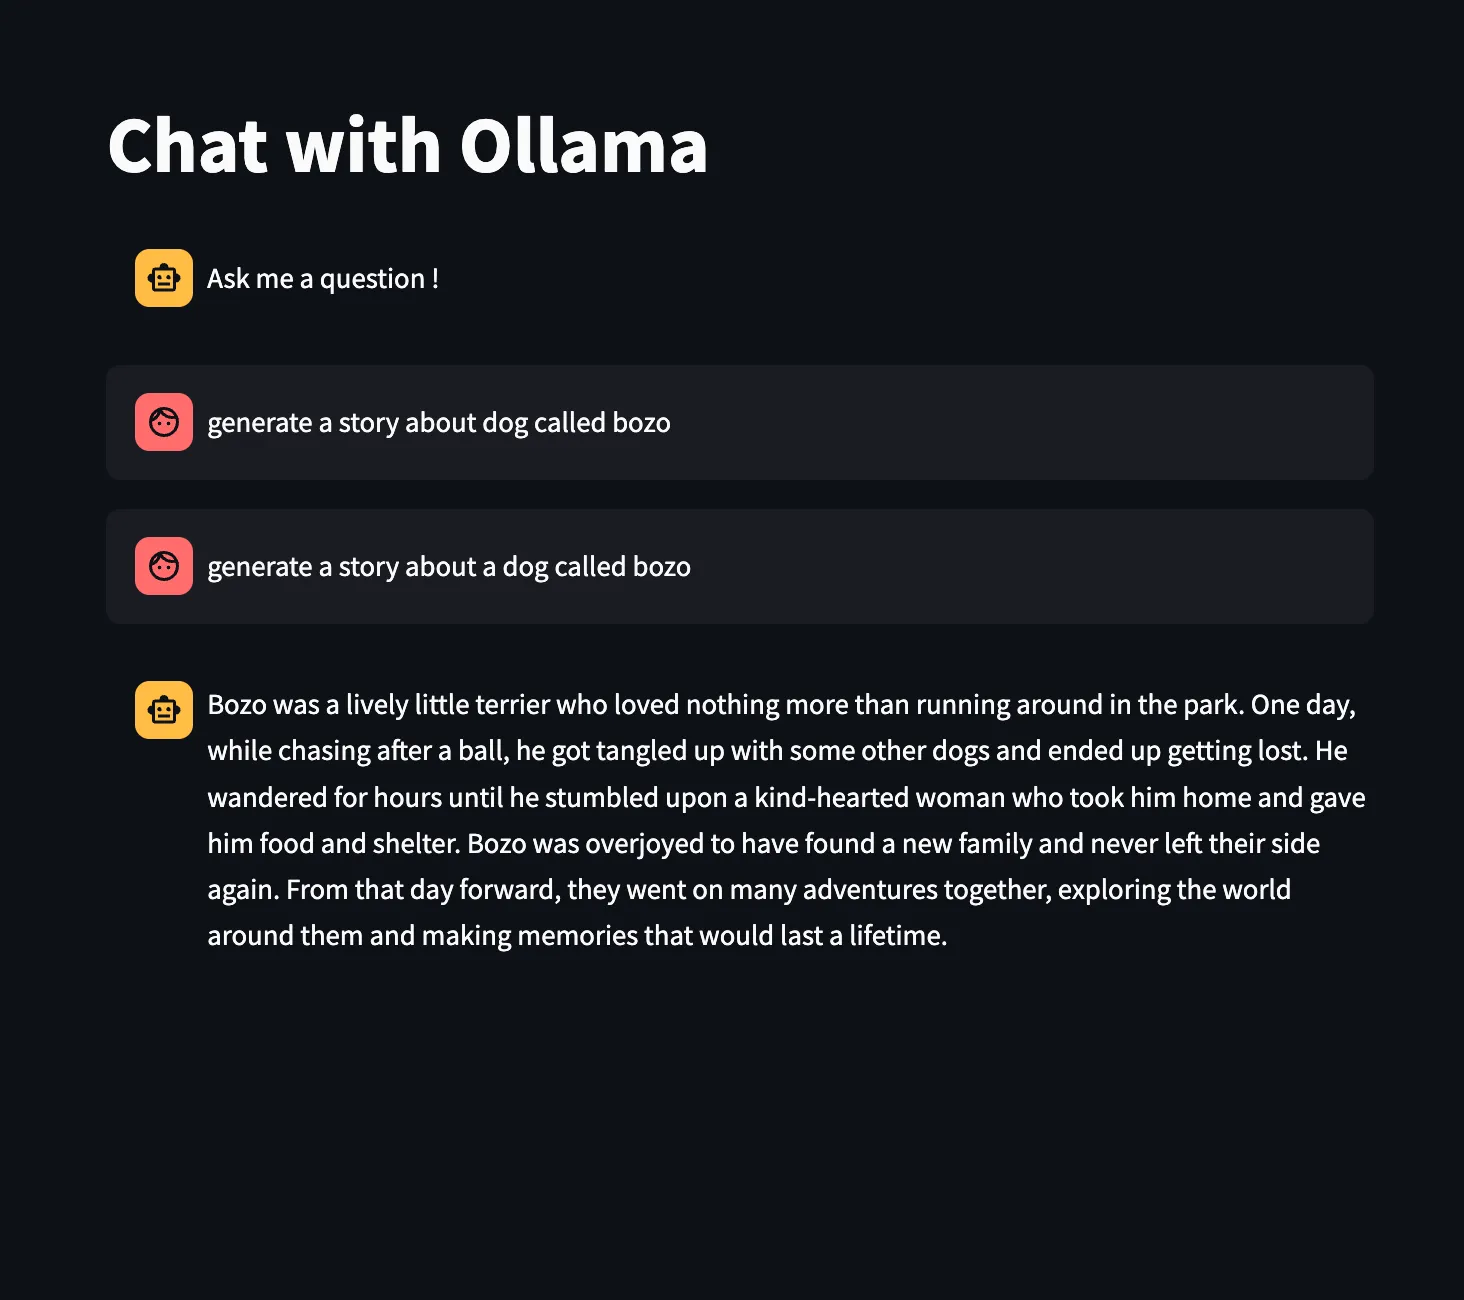 Chat with Ollama
Ask me a question !
generate a story about dog called bozo
generate a story about a dog called bozo
Bozo was a lively little terrier who loved nothing more than running around in the park. One day,
while chasing after a ball, he got tangled up with some other dogs and ended up getting lost. He
wandered for hours until he stumbled upon a kind-hearted woman who took him home and gave
him food and shelter. Bozo was overjoyed to have found a new family and never left their side
again. From that day forward, they went on many adventures together, exploring the world
around them and making memories that would last a lifetime.